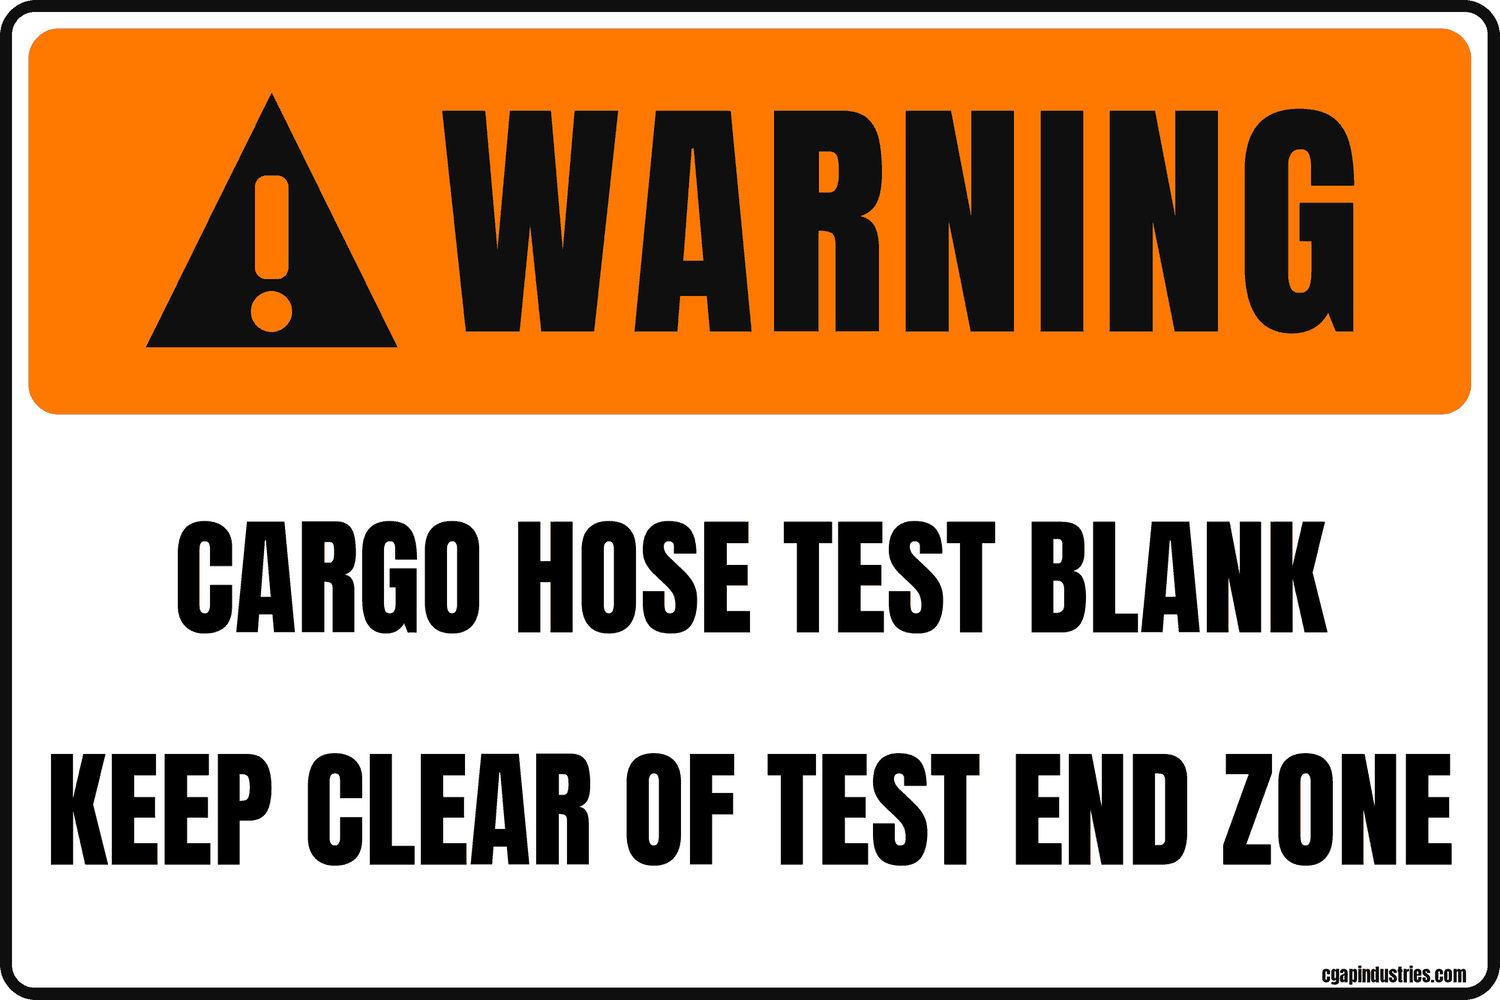 WARNING
CARGO HOSE TEST BLANK
KEEP CLEAR OF TEST END ZONE
cgapindustries.com